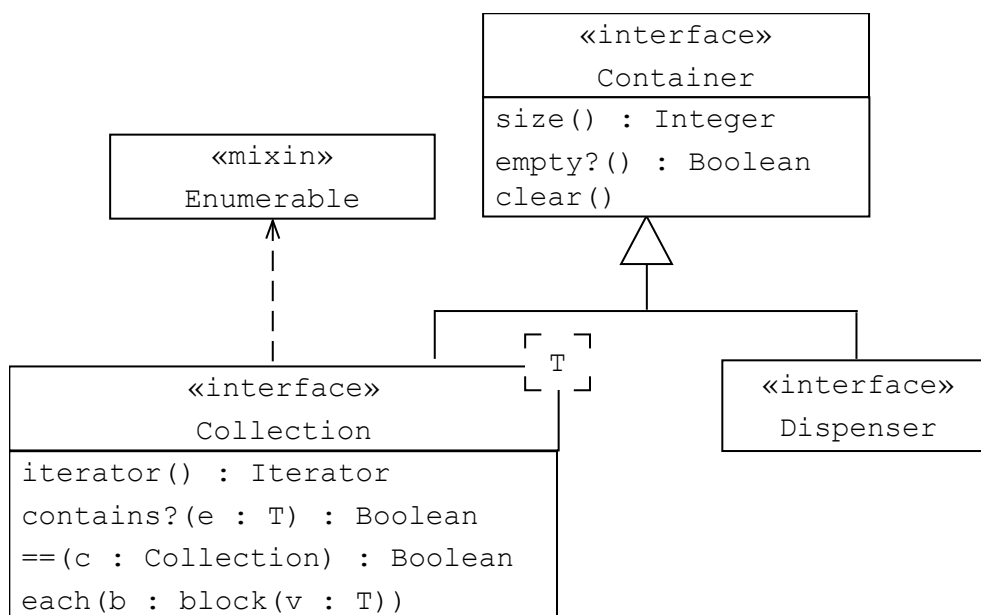 «interface»
Container
size() : Integer
empty?() : Boolean
clear()
«mixin»
Enumerable
T
«interface»
Collection
iterator() : Iterator
contains?(e : T) : Boolean
==(c : Collection) : Boolean
each(b : block(v : T))
«interface»
Dispenser